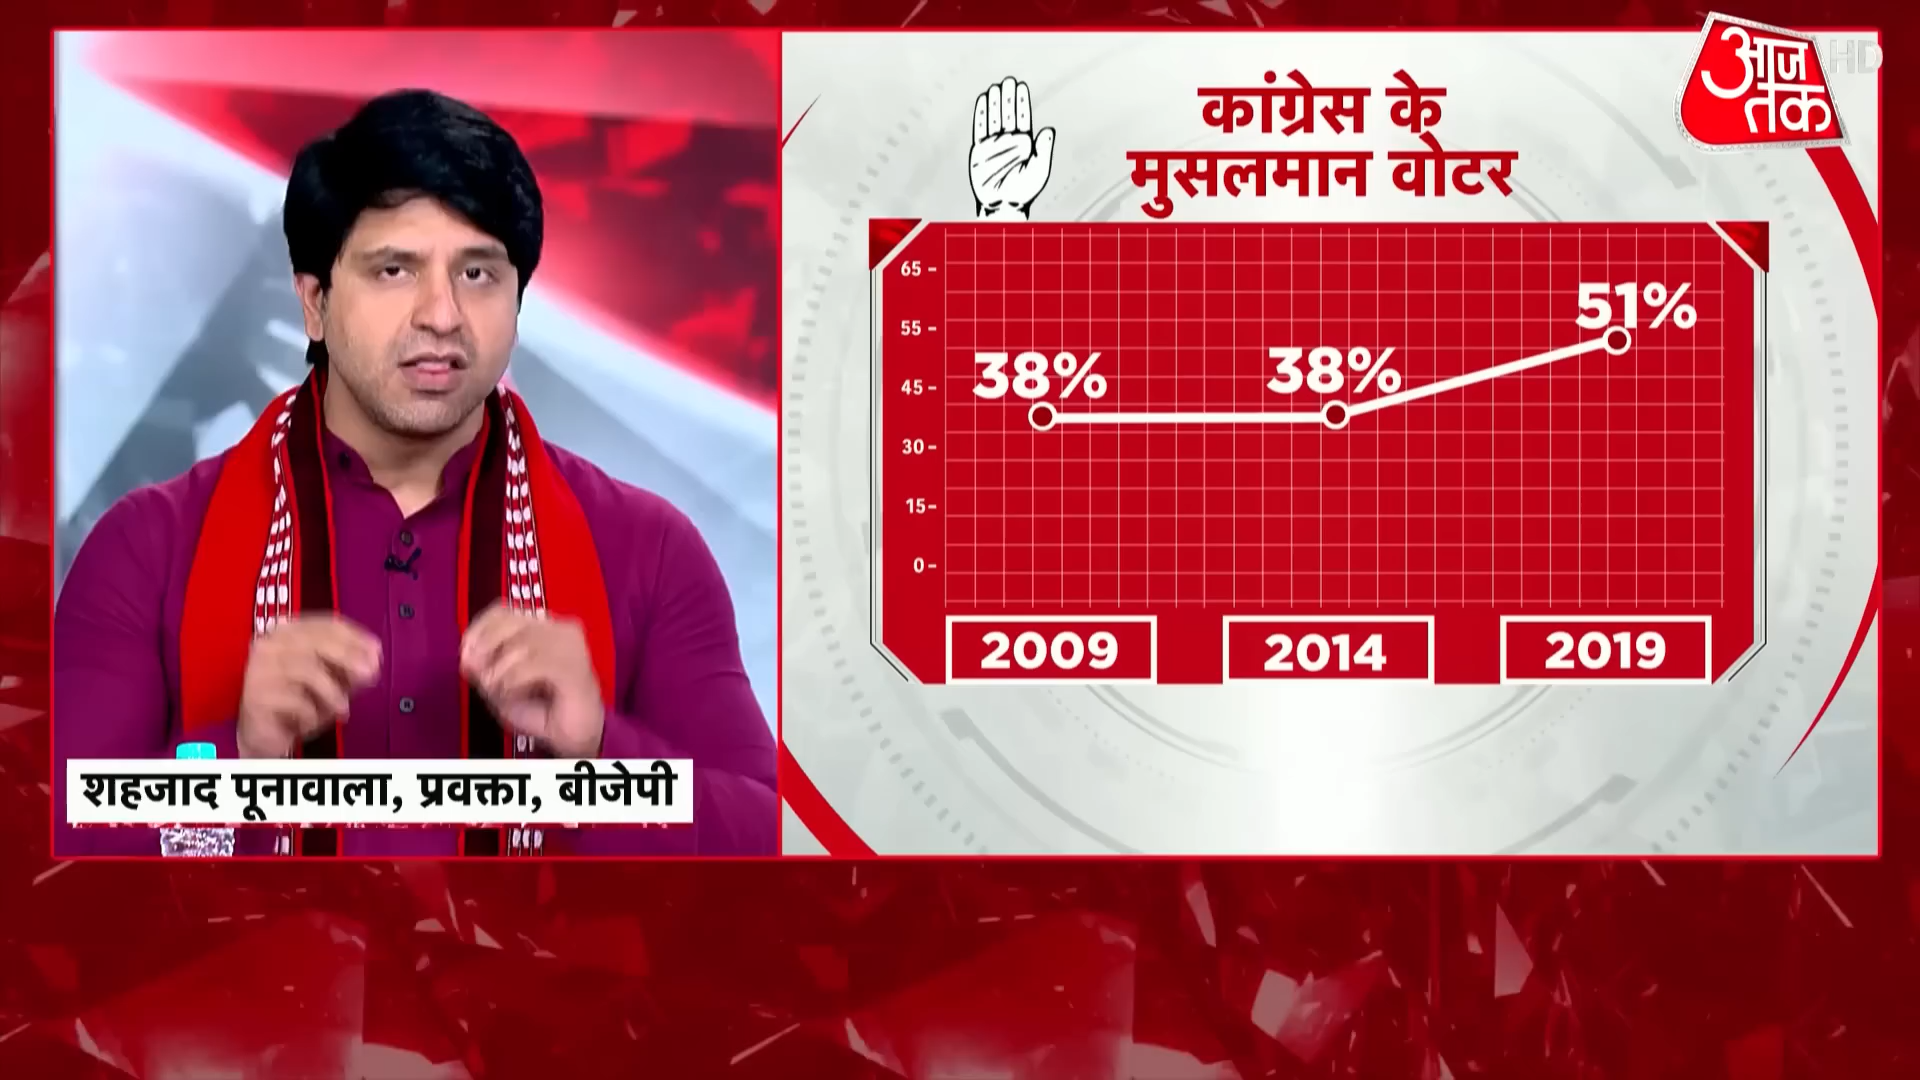 आज तक
HD
कांग्रेस के
मुसलमान वोटर
65
55
45
30
15
0
38%
38%
51%
2009
2014
2019
शहजाद पूनावाला, प्रवक्ता, बीजेपी